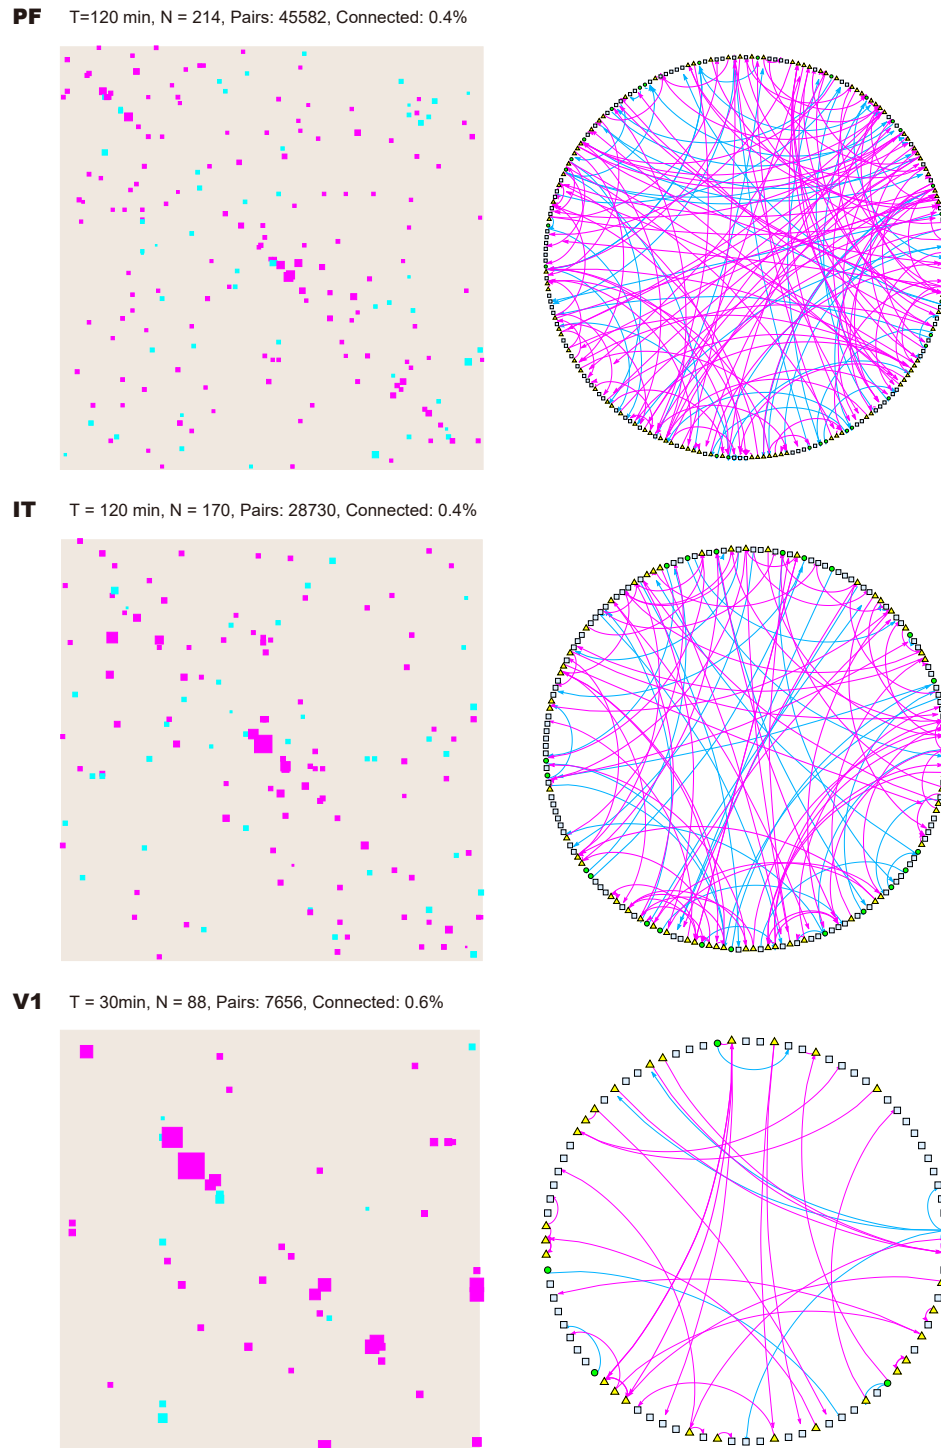 PF T=120 min, N = 214, Pairs: 45582, Connected: 0.4%
IT T = 120 min, N = 170, Pairs: 28730, Connected: 0.4%
V1 T = 30min, N = 88, Pairs: 7656, Connected: 0.6%